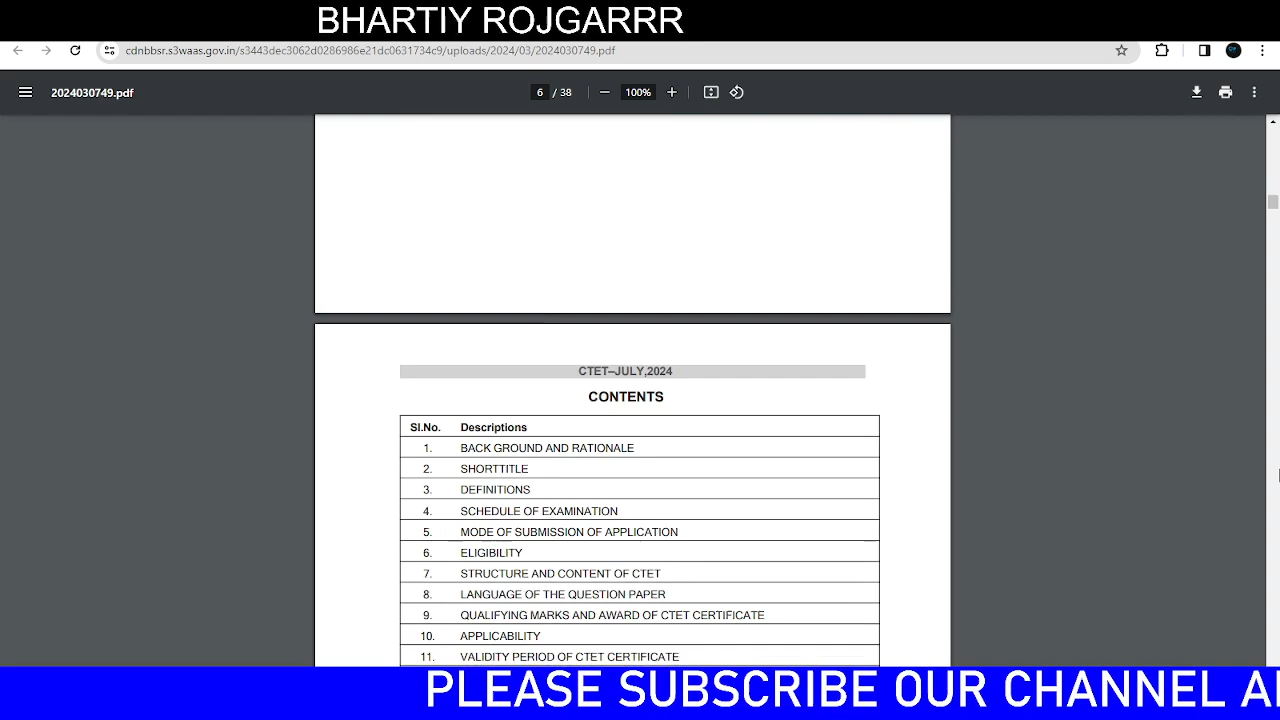 BHARTIY ROJGARRR
cdnbbsr.s3waas.gov.in/s3443dec3062d0286986e21dc0631734c9/uploads/2024/03/2024030749.pdf
2024030749.pdf
6 / 38
100%
CTET–JULY,2024
CONTENTS
Sl.No. Descriptions
1. BACK GROUND AND RATIONALE
2. SHORTTITLE
3. DEFINITIONS
4. SCHEDULE OF EXAMINATION
5. MODE OF SUBMISSION OF APPLICATION
6. ELIGIBILITY
7. STRUCTURE AND CONTENT OF CTET
8. LANGUAGE OF THE QUESTION PAPER
9. QUALIFYING MARKS AND AWARD OF CTET CERTIFICATE
10. APPLICABILITY
11. VALIDITY PERIOD OF CTET CERTIFICATE
PLEASE SUBSCRIBE OUR CHANNEL